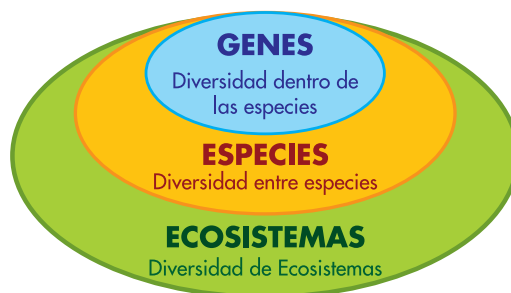 GENES
Diversidad dentro de
las especies
ESPECIES
Diversidad entre especies
ECOSISTEMAS
Diversidad de Ecosistemas